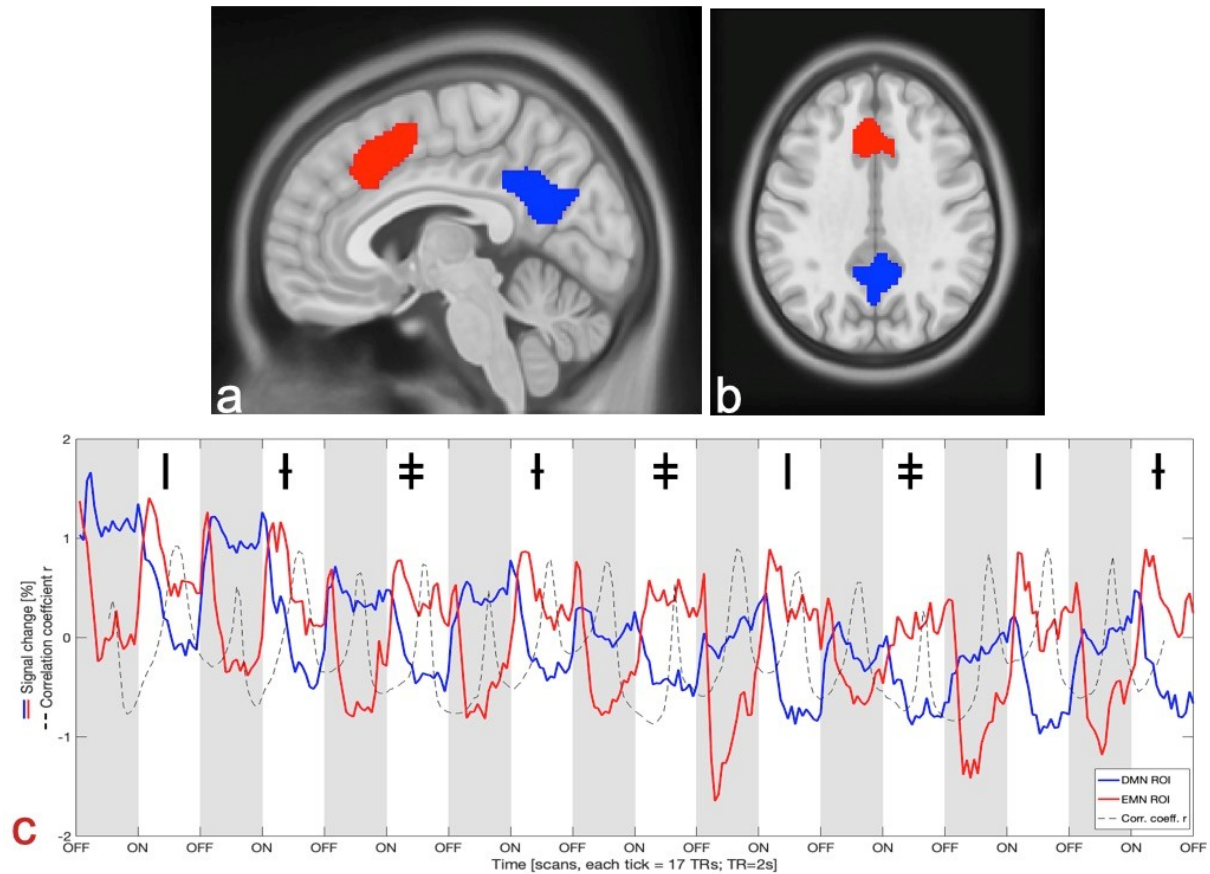 a
b
2
1
0
-1
-2
Signal change [%]
Correlation coeffcient r
DMN ROI
EMN ROI
Corr. coeff. r
C
OFF ON OFF ON OFF ON OFF ON OFF ON OFF ON OFF ON OFF ON OFF ON OFF
Time [scans, each tick = 17 TRs; TR=2s]